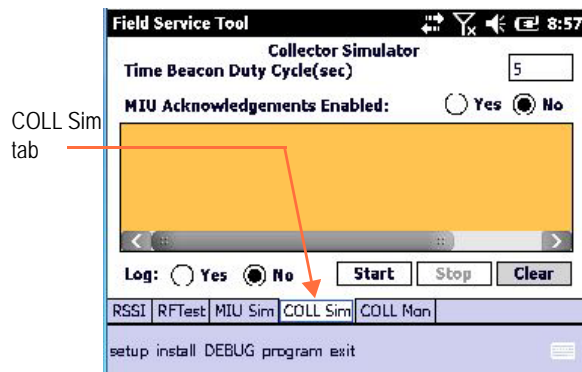 Field Service Tool 8:57
Collector Simulator
Time Beacon Duty Cycle(sec) 5
MIU Acknowledgements Enabled: Yes No
COLL Sim
tab
Log: Yes No Start Stop Clear
RSSI RFTest MIU Sim COLL Sim COLL Man
setup install DEBUG program exit